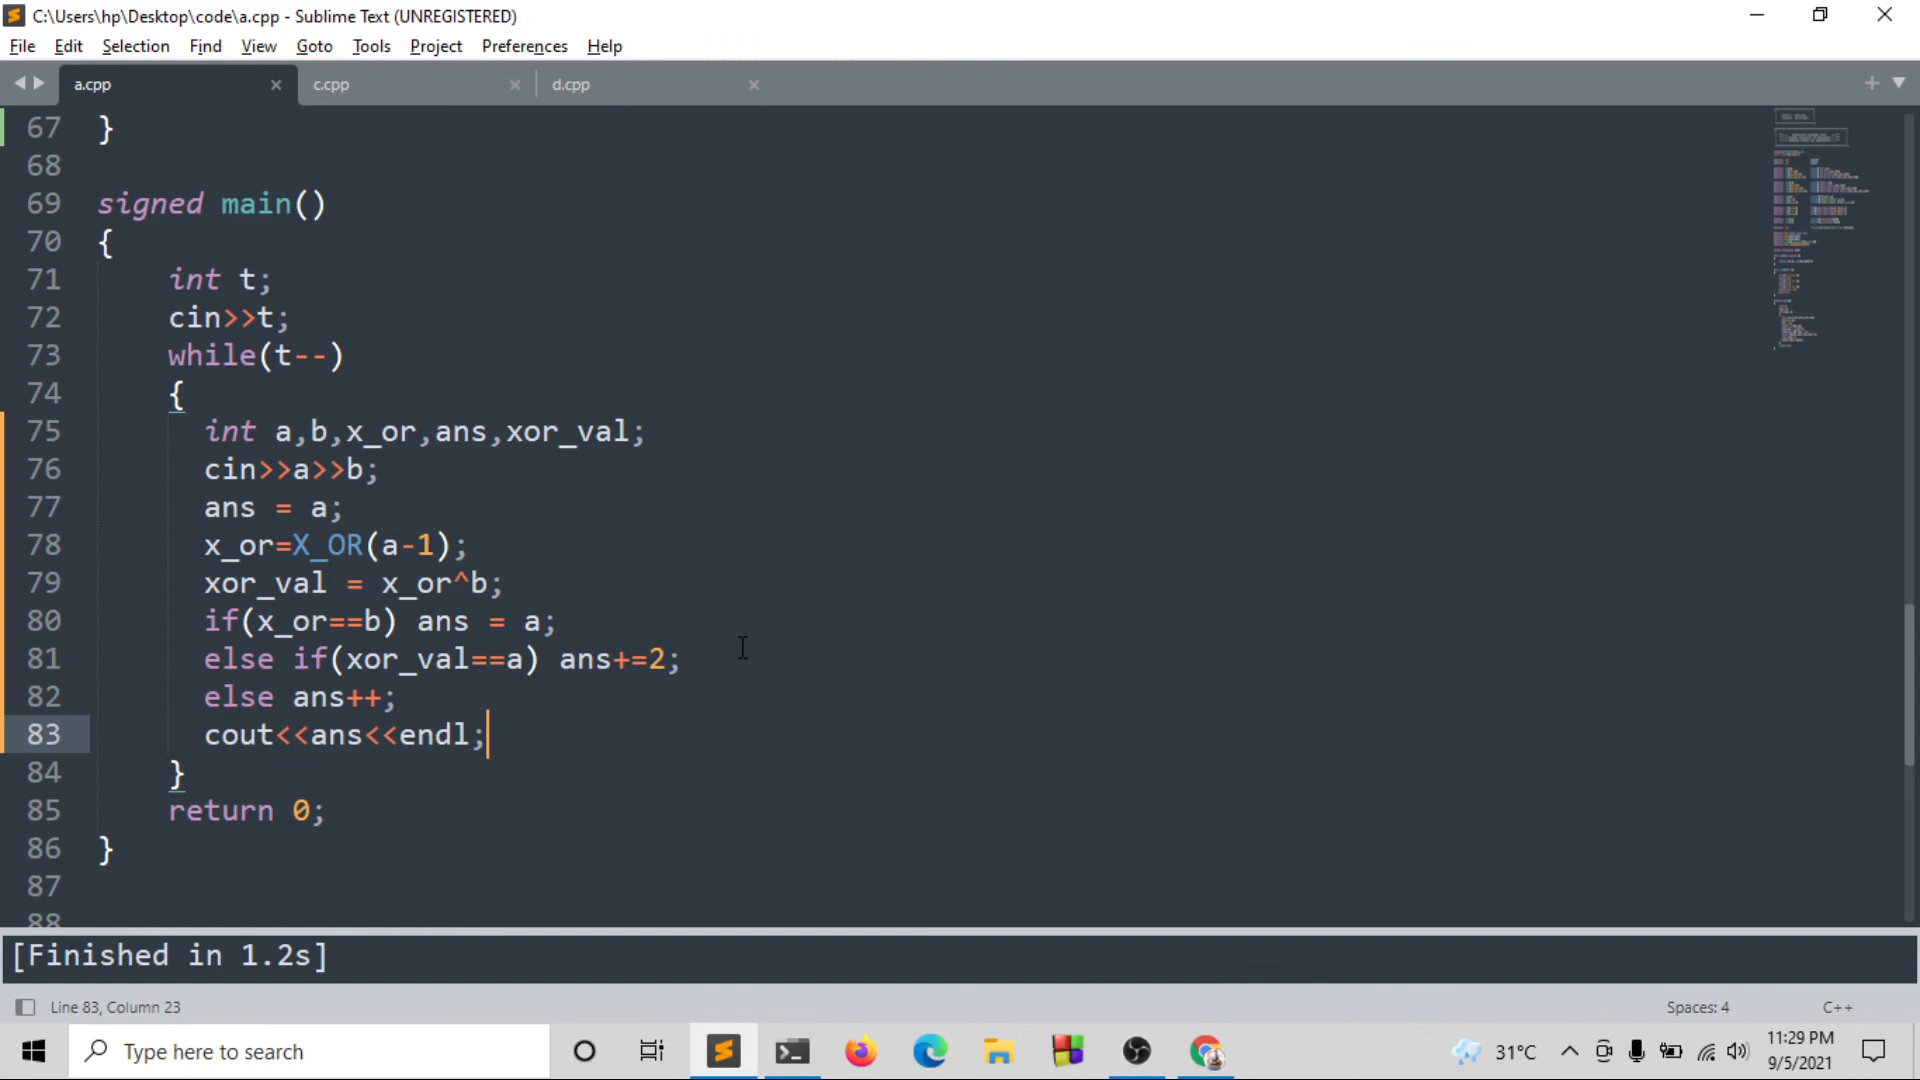 C:\Users\hp\Desktop\code\a.cpp - Sublime Text (UNREGISTERED)
File Edit Selection Find View Goto Tools Project Preferences Help
a.cpp c.cpp d.cpp
67 }
68
69 signed main()
70 {
71 int t;
72 cin>>t;
73 while(t--)
74 {
75 int a,b,x_or,ans,xor_val;
76 cin>>a>>b;
77 ans = a;
78 x_or=X_OR(a-1);
79 xor_val = x_or^b;
80 if(x_or==b) ans = a;
81 else if(xor_val==a) ans+=2;
82 else ans++;
83 cout<<ans<<endl;
84 }
85 return 0;
86 }
87
88
[Finished in 1.2s]
Line 83, Column 23 Spaces: 4 C++
Type here to search 31°C 11:29 PM
9/5/2021